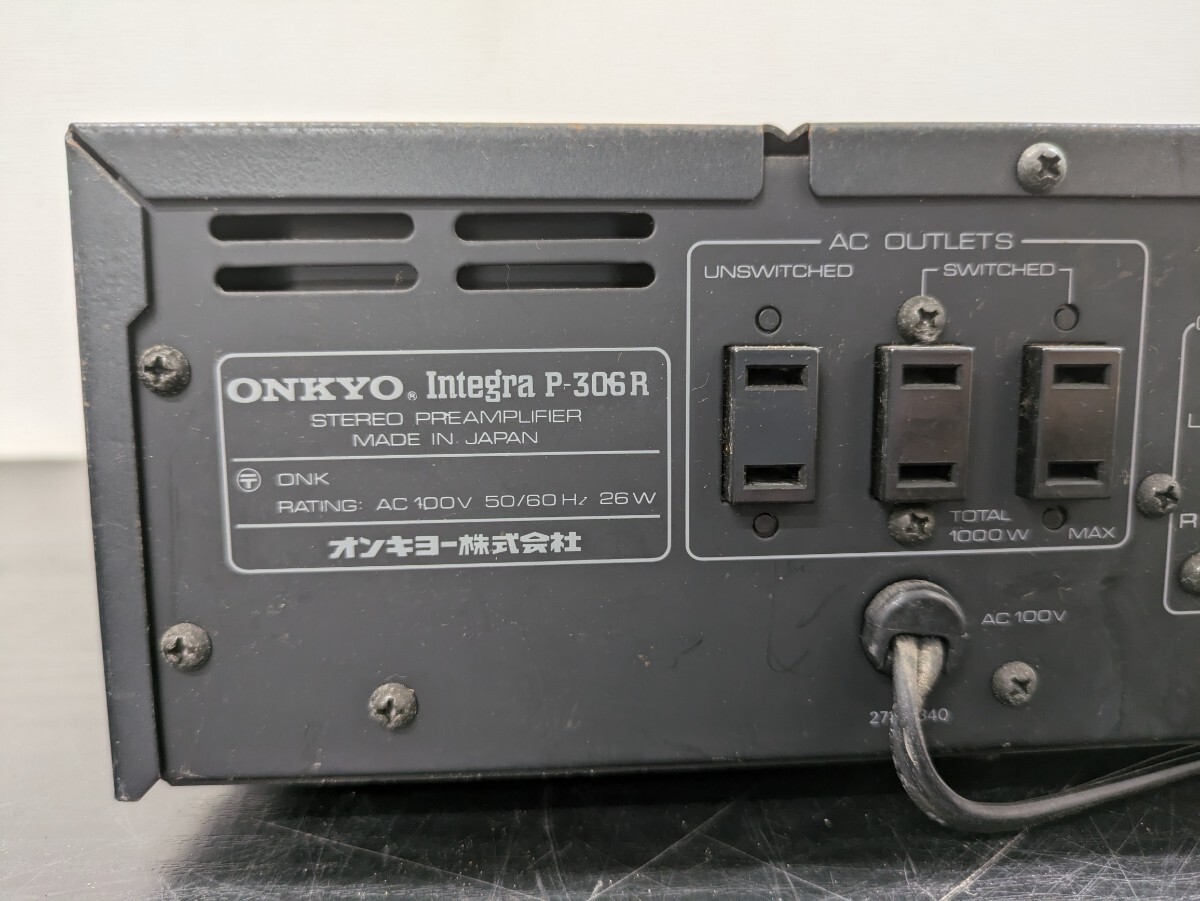 ONKYO® Integra P-306R
STEREO PREAMPLIFIER
MADE IN JAPAN
〒 ONK
RATING: AC 100V 50/60Hz 26W
オンキヨー株式会社
AC OUTLETS
UNSWITCHED
SWITCHED
TOTAL
1000W MAX
AC 100V